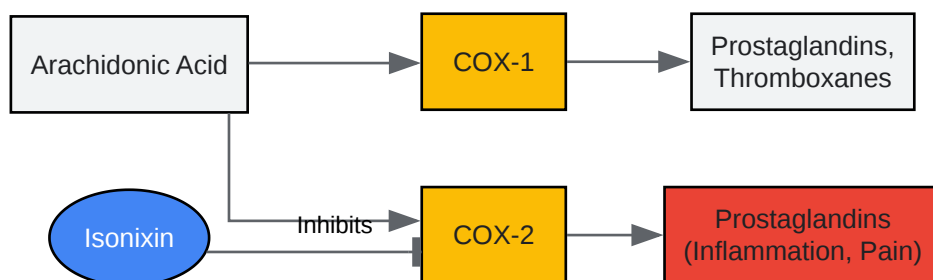 Arachidonic Acid
COX-1
Prostaglandins,
Thromboxanes
Inhibits
Isonixin
COX-2
Prostaglandins
(Inflammation, Pain)